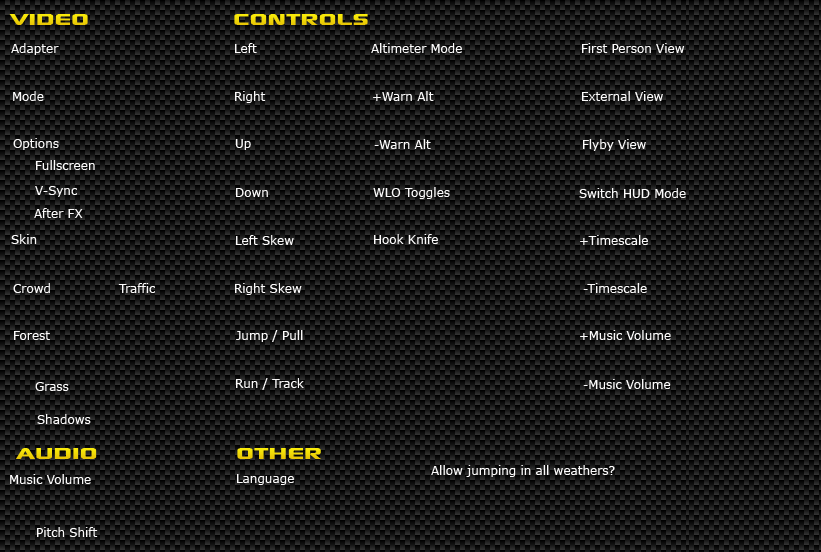 VIDEO
Adapter
Mode
Options
Fullscreen
V-Sync
After FX
Skin
Crowd Traffic
Forest
Grass
Shadows
CONTROLS
Left
Right
Up
Down
Left Skew
Right Skew
Jump / Pull
Run / Track
Altimeter Mode
+Warn Alt
-Warn Alt
WLO Toggles
Hook Knife
First Person View
External View
Flyby View
Switch HUD Mode
+Timescale
-Timescale
+Music Volume
-Music Volume
AUDIO
Music Volume
Pitch Shift
OTHER
Language
Allow jumping in all weathers?